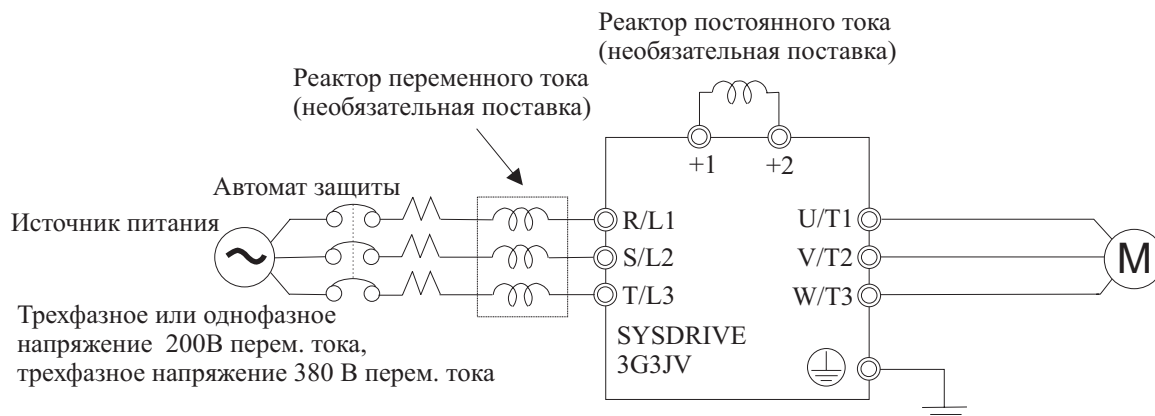 Реактор постоянного тока
(необязательная поставка)
Реактор переменного тока
(необязательная поставка)
+1
+2
Автомат защиты
Источник питания
R/L1
U/T1
S/L2
V/T2
M
T/L3
W/T3
Трехфазное или однофазное
напряжение 200В перем. тока,
трехфазное напряжение 380 В перем. тока
SYSDRIVE
3G3JV